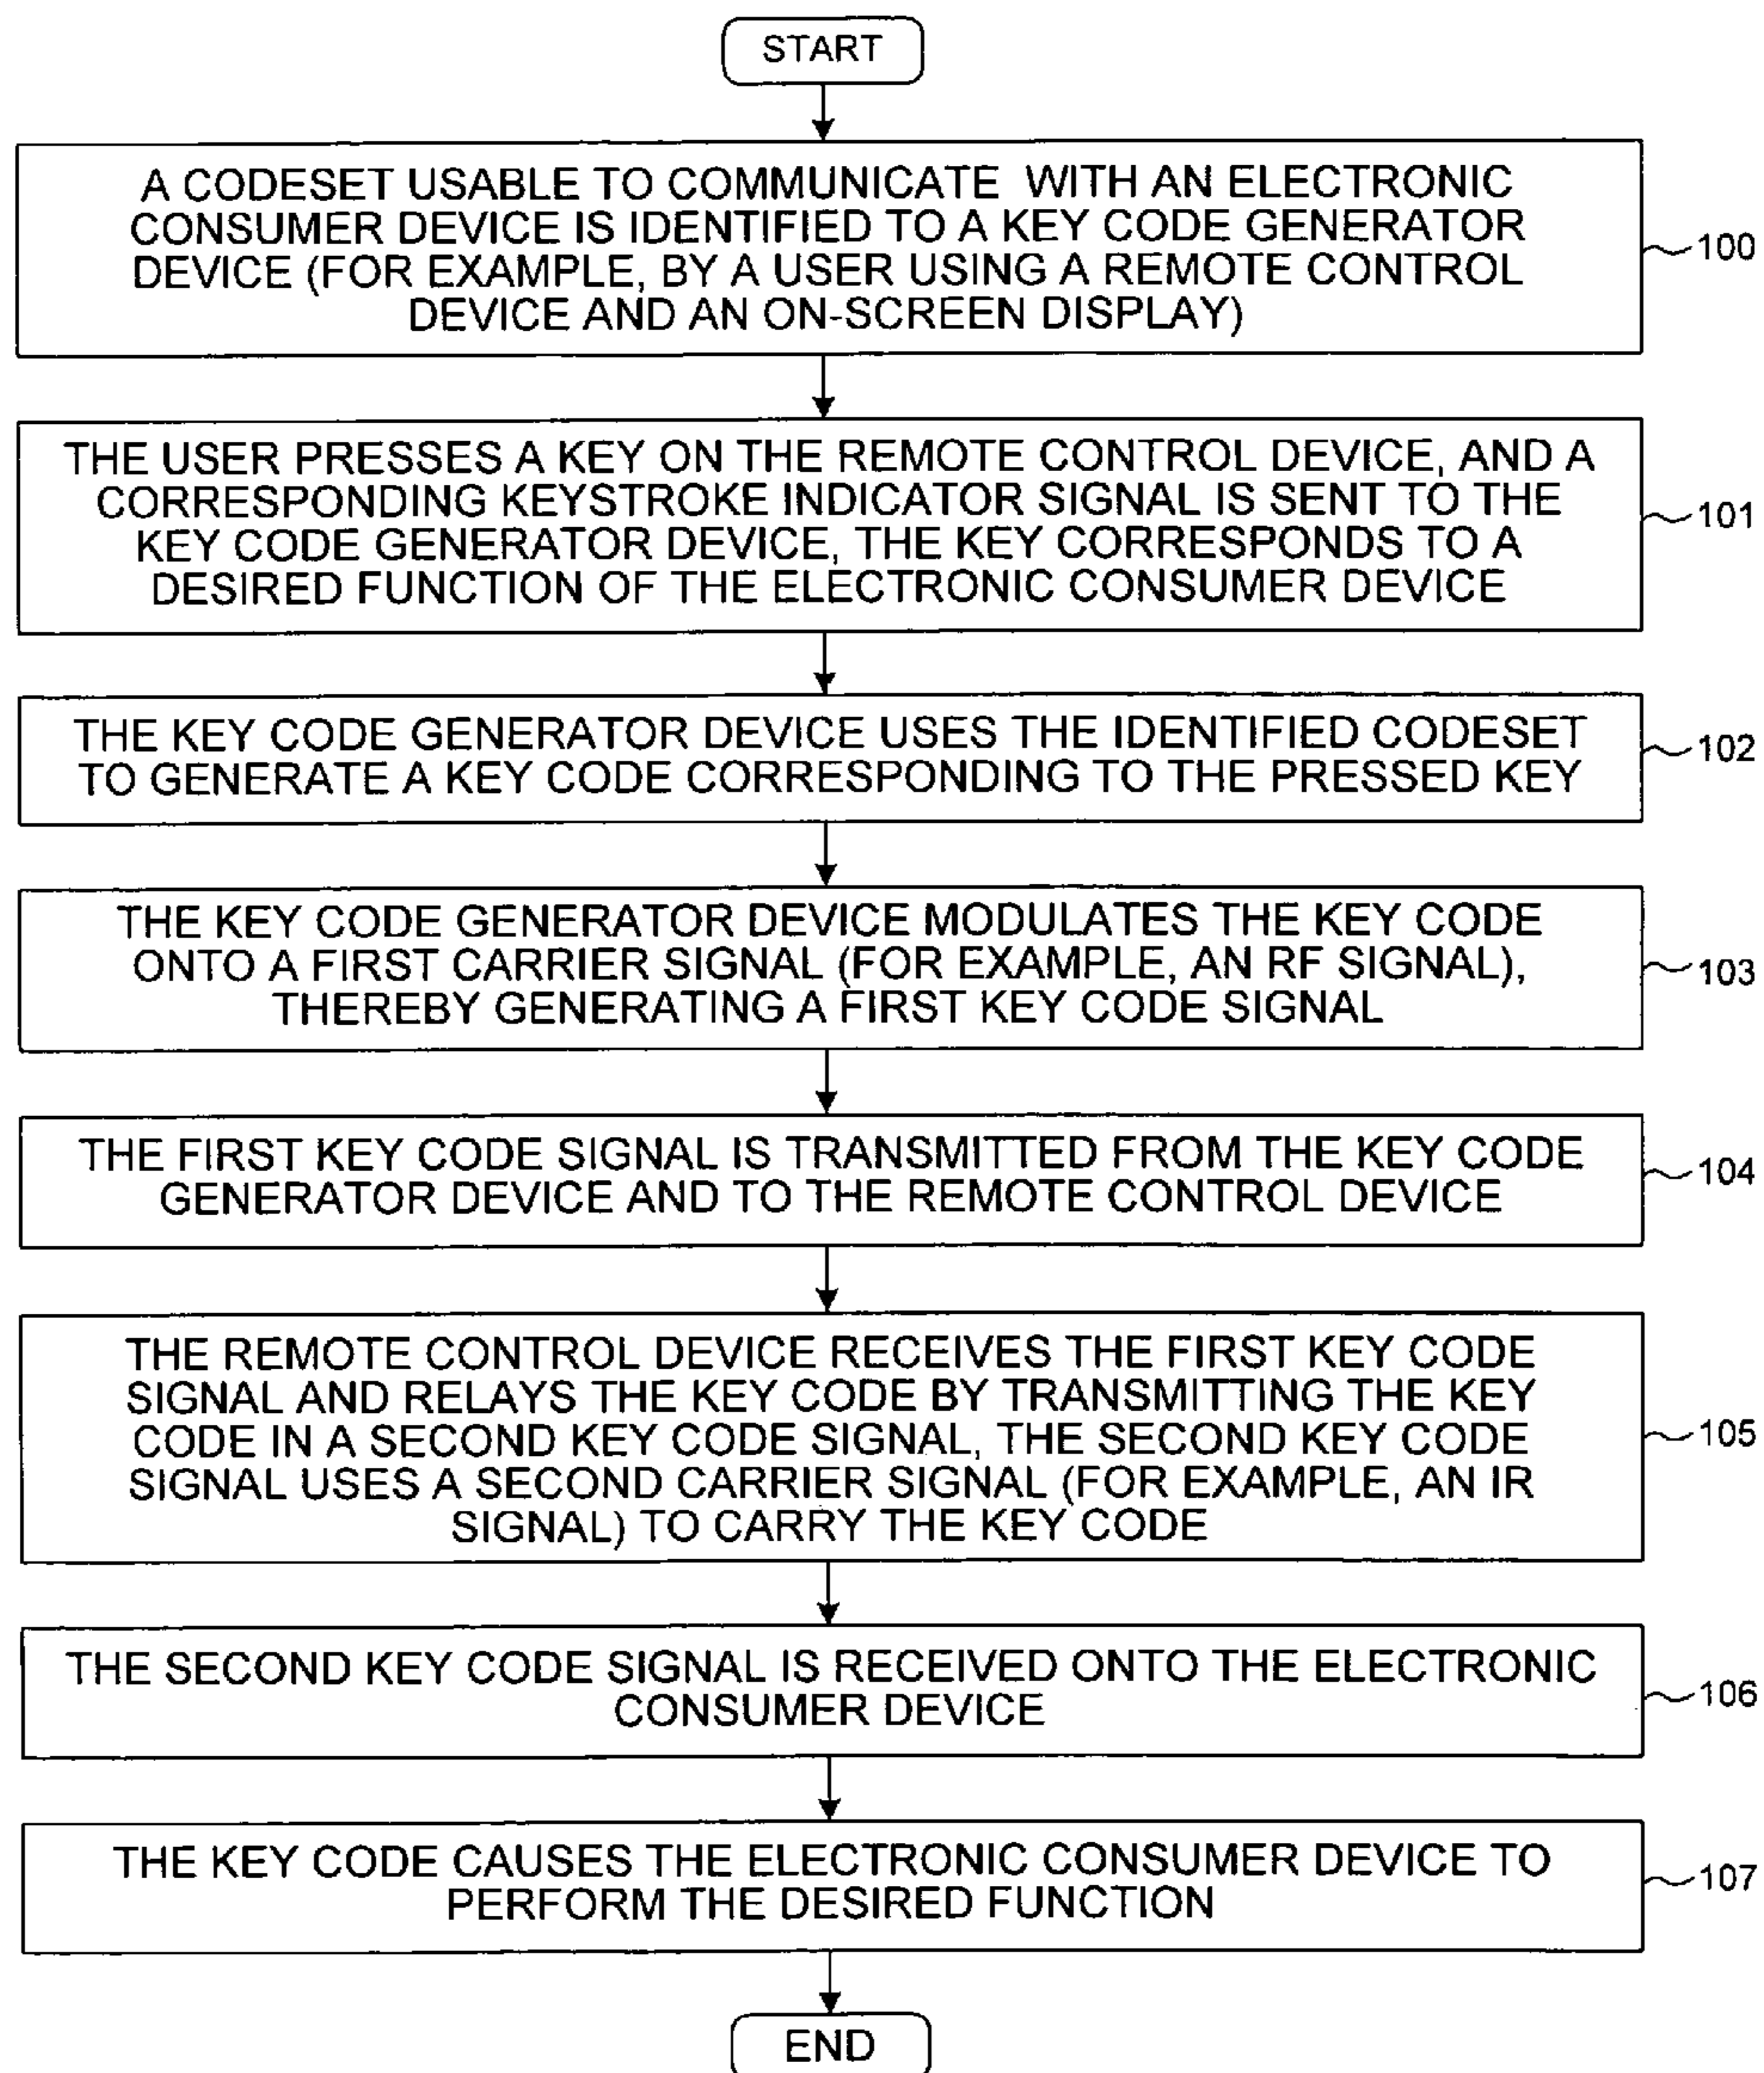 START
A CODESET USABLE TO COMMUNICATE WITH AN ELECTRONIC
CONSUMER DEVICE IS IDENTIFIED TO A KEY CODE GENERATOR
DEVICE (FOR EXAMPLE, BY A USER USING A REMOTE CONTROL
DEVICE AND AN ON-SCREEN DISPLAY)
100
THE USER PRESSES A KEY ON THE REMOTE CONTROL DEVICE, AND A
CORRESPONDING KEYSTROKE INDICATOR SIGNAL IS SENT TO THE
KEY CODE GENERATOR DEVICE, THE KEY CORRESPONDS TO A
DESIRED FUNCTION OF THE ELECTRONIC CONSUMER DEVICE
101
THE KEY CODE GENERATOR DEVICE USES THE IDENTIFIED CODESET
TO GENERATE A KEY CODE CORRESPONDING TO THE PRESSED KEY
102
THE KEY CODE GENERATOR DEVICE MODULATES THE KEY CODE
ONTO A FIRST CARRIER SIGNAL (FOR EXAMPLE, AN RF SIGNAL),
THEREBY GENERATING A FIRST KEY CODE SIGNAL
103
THE FIRST KEY CODE SIGNAL IS TRANSMITTED FROM THE KEY CODE
GENERATOR DEVICE AND TO THE REMOTE CONTROL DEVICE
104
THE REMOTE CONTROL DEVICE RECEIVES THE FIRST KEY CODE
SIGNAL AND RELAYS THE KEY CODE BY TRANSMITTING THE KEY
CODE IN A SECOND KEY CODE SIGNAL, THE SECOND KEY CODE
SIGNAL USES A SECOND CARRIER SIGNAL (FOR EXAMPLE, AN IR
SIGNAL) TO CARRY THE KEY CODE
105
THE SECOND KEY CODE SIGNAL IS RECEIVED ONTO THE ELECTRONIC
CONSUMER DEVICE
106
THE KEY CODE CAUSES THE ELECTRONIC CONSUMER DEVICE TO
PERFORM THE DESIRED FUNCTION
107
END